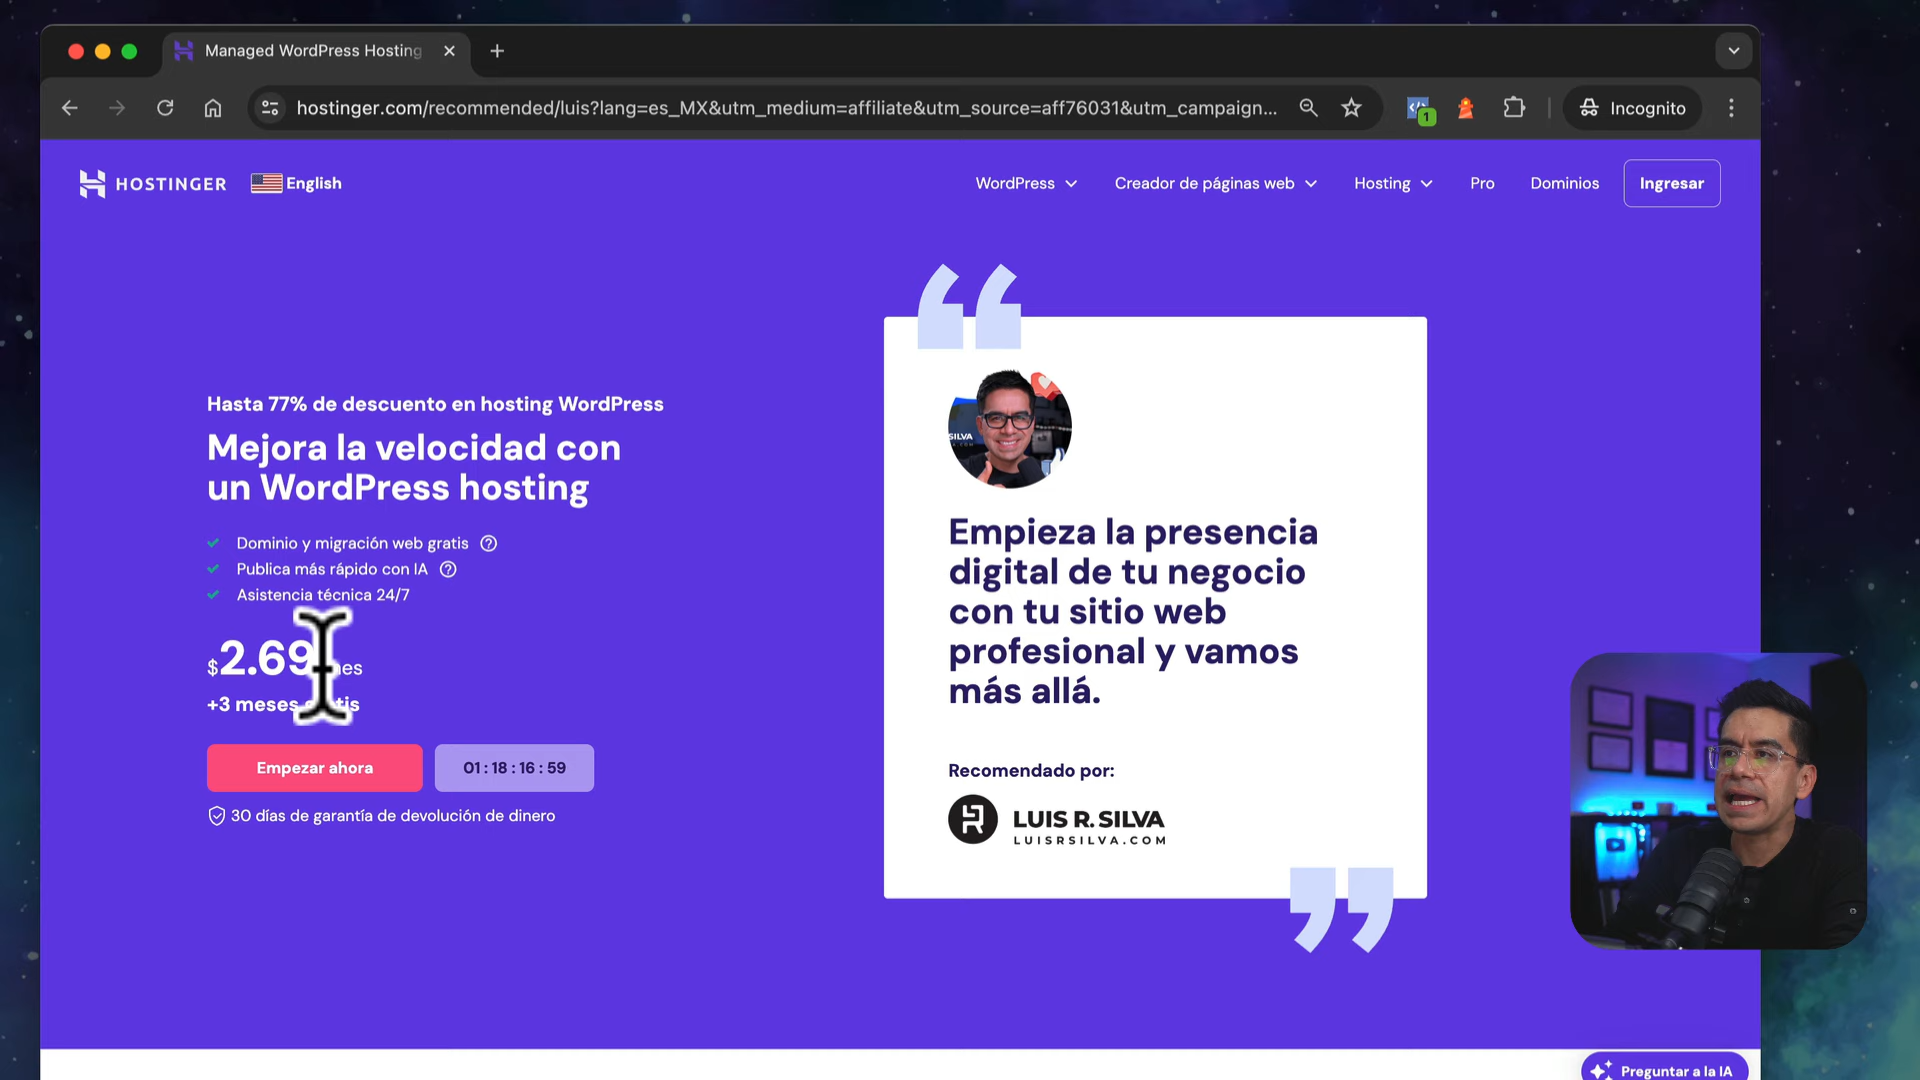 Managed WordPress Hosting
hostinger.com/recommended/luis?lang=es_MX&utm_medium=affiliate&utm_source=aff76031&utm_campaign...
1
Incognito
HOSTINGER
English
WordPress
Creador de páginas web
Hosting
Pro
Dominios
Ingresar
Hasta 77% de descuento en hosting WordPress
Mejora la velocidad con
un WordPress hosting
Dominio y migración web gratis
Publica más rápido con IA
Asistencia técnica 24/7
$2.69
+3 meses
Empezar ahora
01 : 18 : 16 : 59
30 días de garantía de devolución de dinero
SILVA
Empieza la presencia
digital de tu negocio
con tu sitio web
profesional y vamos
más allá.
Recomendado por:
LUIS R. SILVA
LUISRSILVA.COM
Preguntar a la IA